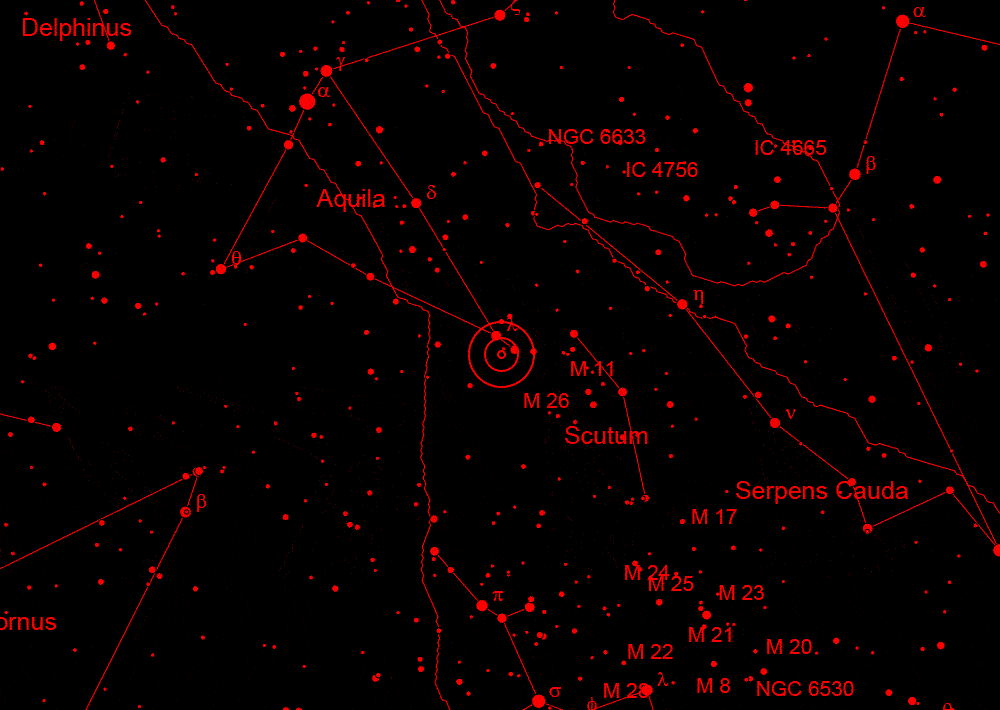 Delphinus
ς
α
γ
α
NGC 6633
IC 4665
β
IC 4756
Aquila
δ
θ
η
λ
M 11
M 26
ν
Scutum
Serpens Cauda
β
M 17
M 24
M 25
M 23
π
ornus
M 21
M 20
M 22
λ
M 8
NGC 6530
M 28
σ
φ
θ